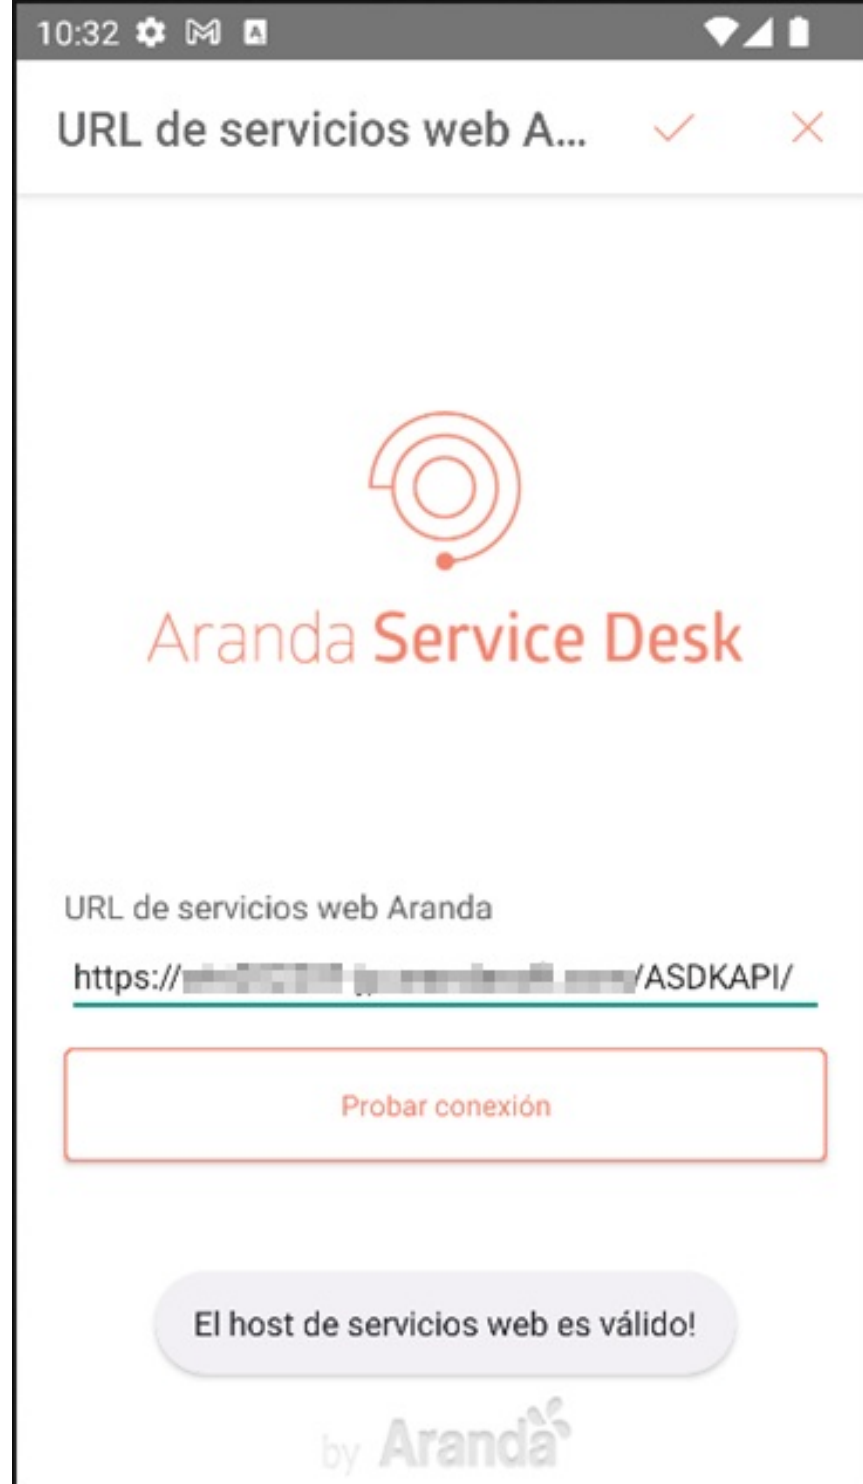 10:32
URL de servicios web A...
Aranda Service Desk
URL de servicios web Aranda
https:// /ASDKAPI/
Probar conexión
El host de servicios web es válido!
by Aranda